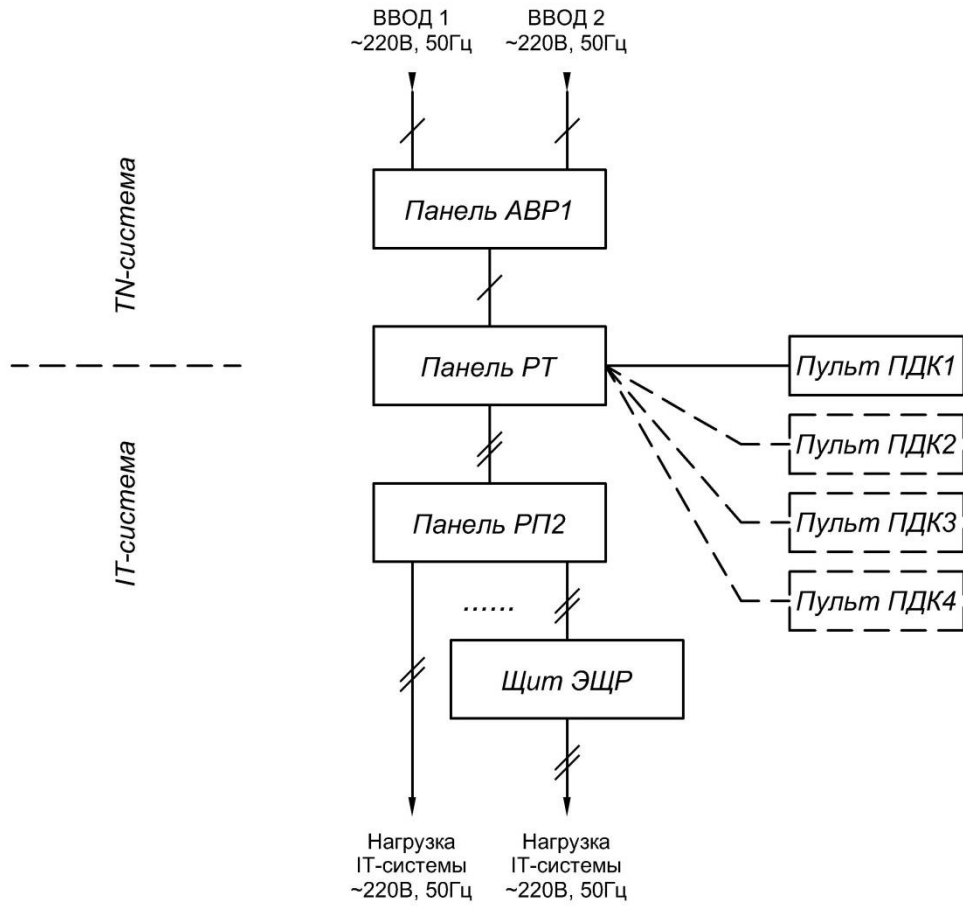 ВВОД 1
~220В, 50Гц
ВВОД 2
~220В, 50Гц
TN-система
Панель АВР1
Панель РТ
Пульт ПДК1
Пульт ПДК2
IT-система
Панель РП2
Пульт ПДК3
Пульт ПДК4
......
Щит ЭЩР
Нагрузка
IT-системы
~220В, 50Гц
Нагрузка
IT-системы
~220В, 50Гц